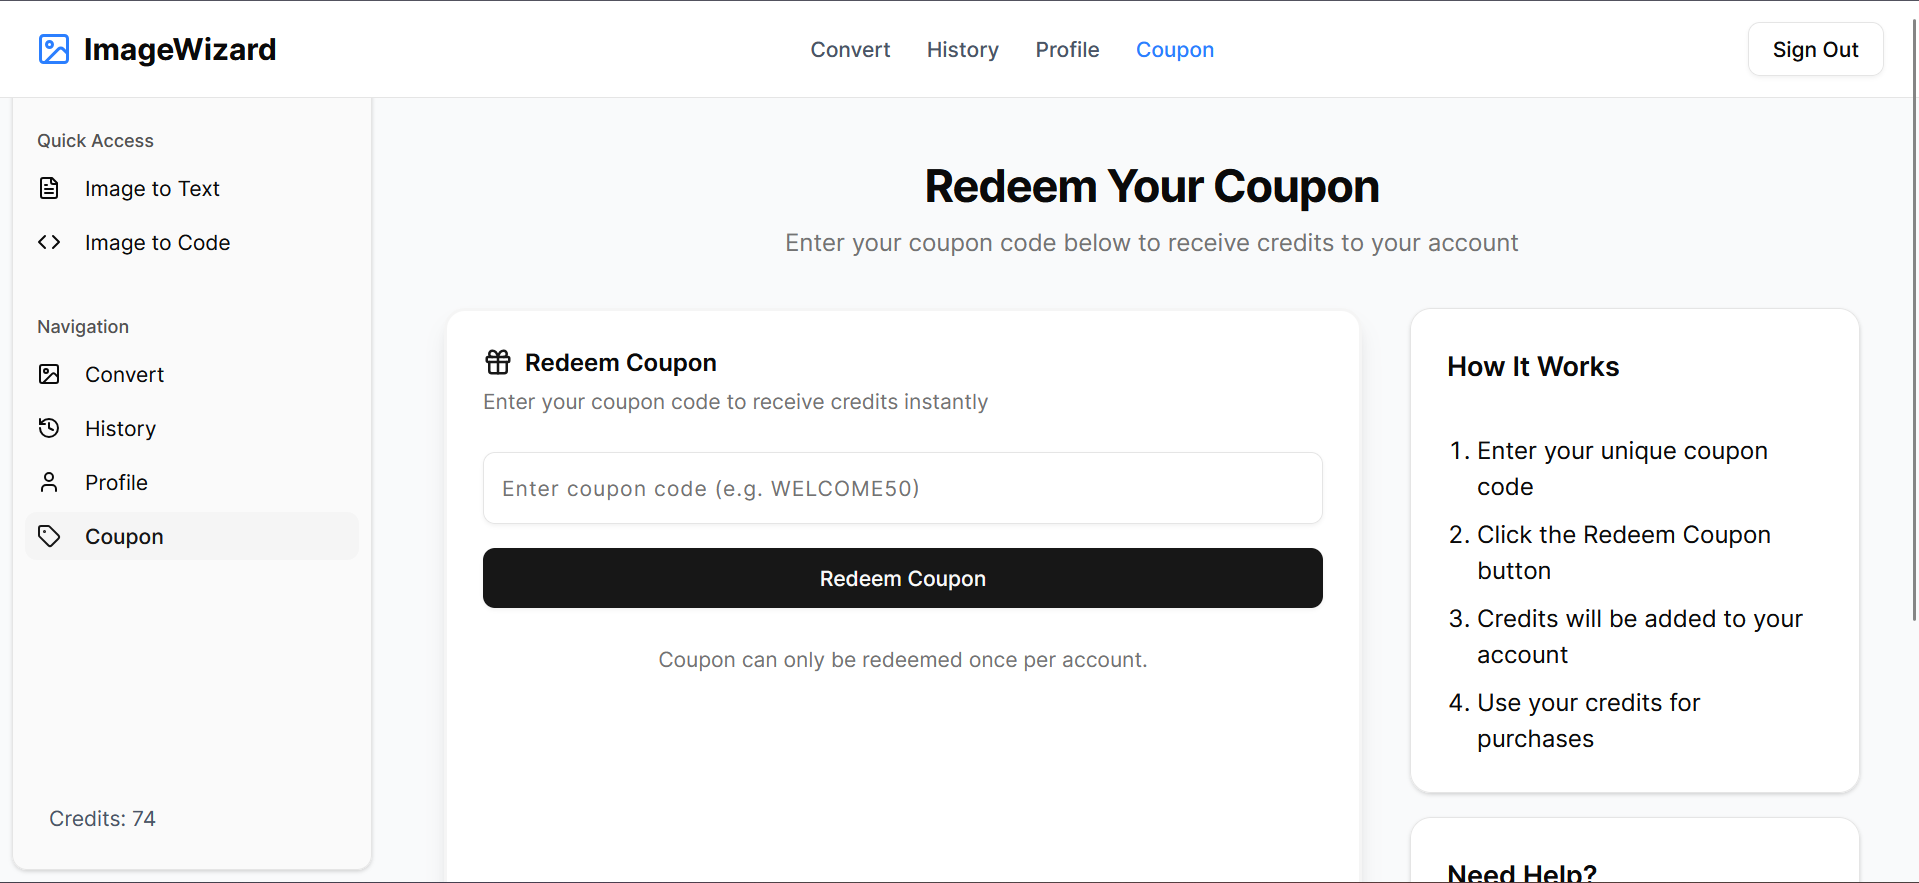 ImageWizard
Convert
History
Profile
Coupon
Sign Out
Quick Access
Image to Text
Image to Code
Navigation
Convert
History
Profile
Coupon
Credits: 74
Redeem Your Coupon
Enter your coupon code below to receive credits to your account
Redeem Coupon
Enter your coupon code to receive credits instantly
Enter coupon code (e.g. WELCOME50)
Redeem Coupon
Coupon can only be redeemed once per account.
How It Works
1. Enter your unique coupon
code
2. Click the Redeem Coupon
button
3. Credits will be added to your
account
4. Use your credits for
purchases
Need Help?